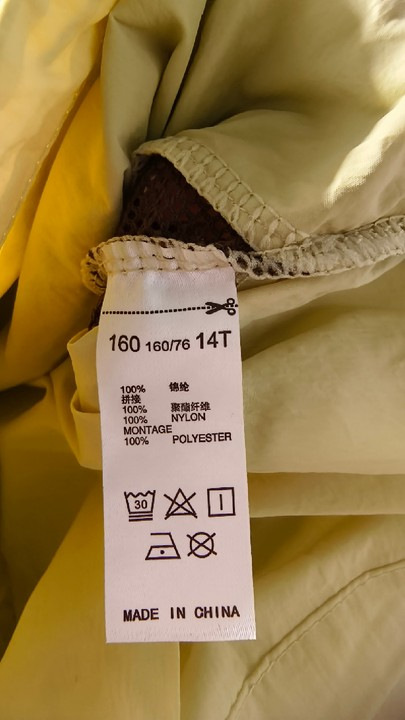 160 160/76 14T
100% 锦纶
拼接
100% 聚酯纤维
100% NYLON
MONTAGE
100% POLYESTER
30
MADE IN CHINA